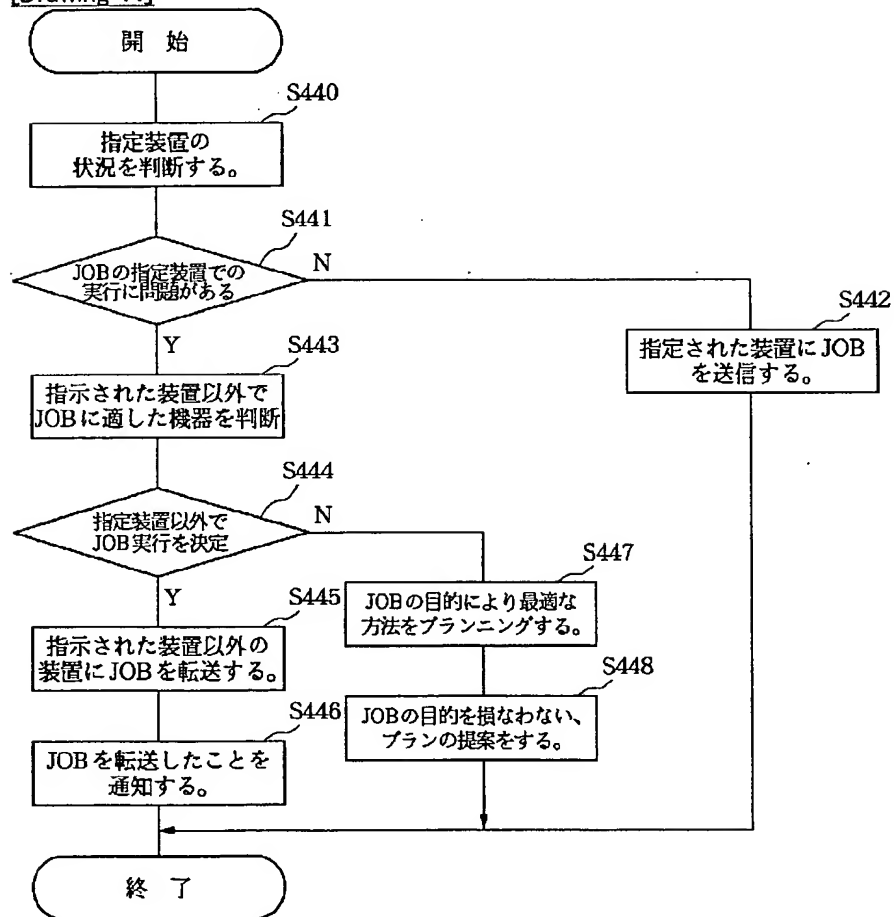 開 始
S440
指定装置の
状況を判断する。
S441
JOBの指定装置での
実行に問題がある
N
Y
S442
指定された装置にJOB
を送信する。
S443
指示された装置以外で
JOBに適した機器を判断
S444
指定装置以外で
JOB実行を決定
N
Y
S447
JOBの目的により最適な
方法をプランニングする。
S445
指示された装置以外の
装置にJOBを転送する。
S448
JOBの目的を損なわない、
プランの提案をする。
S446
JOBを転送したことを
通知する。
終 了